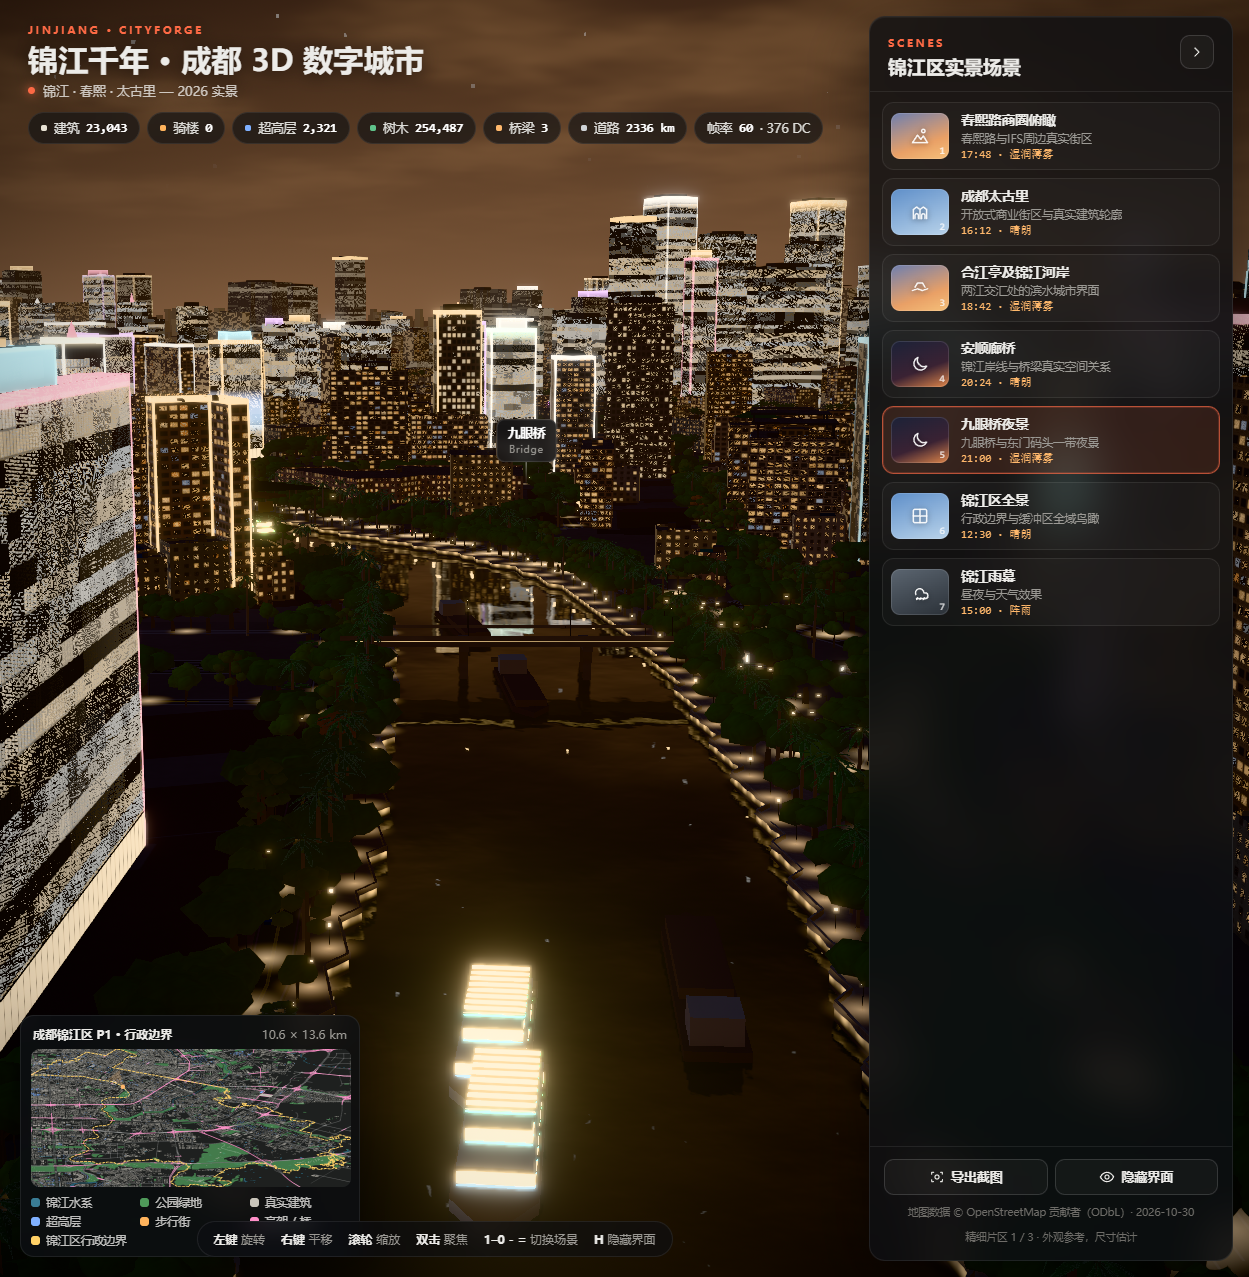 JINJIANG • CITYFORGE
锦江千年 • 成都 3D 数字城市
锦江 · 春熙 · 太古里 — 2026 实景
建筑 23,043
骑楼 0
超高层 2,321
树木 254,487
桥梁 3
道路 2336 km
帧率 60 · 376 DC
SCENES
锦江区实景场景
春熙路商圈俯瞰
春熙路与IFS周边真实街区
17:48 · 湿润薄雾
1
成都太古里
开放式商业街区与真实建筑轮廓
16:12 · 晴朗
2
合江亭及锦江河岸
两江交汇处的滨水城市界面
18:42 · 湿润薄雾
3
安顺廊桥
锦江岸线与桥梁真实空间关系
20:24 · 晴朗
4
九眼桥夜景
九眼桥与东门码头一带夜景
21:00 · 湿润薄雾
5
锦江区全景
行政边界与缓冲区全域鸟瞰
12:30 · 晴朗
6
锦江雨幕
昼夜与天气效果
15:00 · 阵雨
7
九眼桥
Bridge
成都锦江区 P1 • 行政边界
10.6 × 13.6 km
锦江水系
公园绿地
真实建筑
超高层
步行街
锦江区行政边界
左键 旋转
右键 平移
滚轮 缩放
双击 聚焦
1–0 - = 切换场景
H 隐藏界面
导出截图
隐藏界面
地图数据 © OpenStreetMap 贡献者（ODbL）· 2026-10-30
精细片区 1 / 3 · 外观参考，尺寸估计